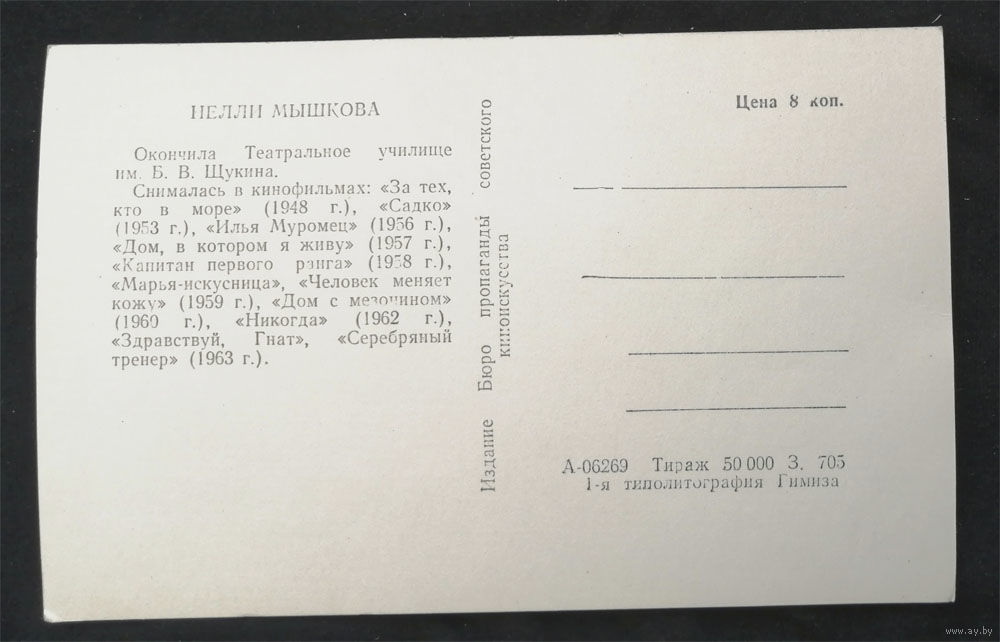 НЕЛЛИ МЫШКОВА
Окончила Театральное училище
им. Б. В. Щукина.
Снималась в кинофильмах: «За тех,
кто в море» (1948 г.), «Садко»
(1953 г.), «Илья Муромец» (1956 г.),
«Дом, в котором я живу» (1957 г.),
«Капитан первого ранга» (1958 г.),
«Марья-искусница», «Человек меняет
кожу» (1959 г.), «Дом с мезонином»
(1960 г.), «Никогда» (1962 г.),
«Здравствуй, Гнат», «Серебряный
тренер» (1963 г.).
Издание Бюро пропаганды советского
киноискусства
Цена 8 коп.
А-06269 Тираж 50 000 З. 705
1-я типолитография Гимиза
www.ay.by